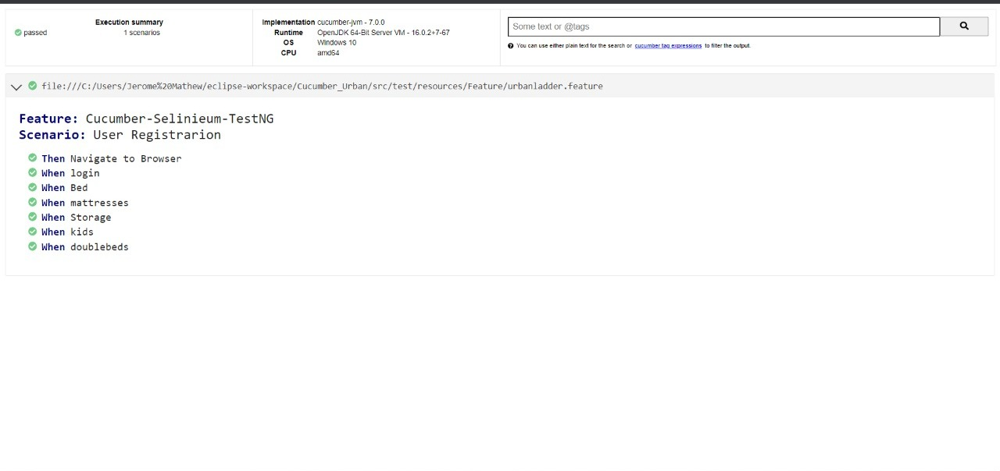 Execution summary
passed 1 scenarios
Implementation cucumber-jvm - 7.0.0
Runtime OpenJDK 64-Bit Server VM - 16.0.2+7-67
OS Windows 10
CPU amd64
Some text or @tags
You can use either plain text for the search or cucumber tag expressions to filter the output.
file:///C:/Users/Jerome%20Mathew/eclipse-workspace/Cucumber_Urban/src/test/resources/Feature/urbanladder.feature
Feature: Cucumber-Selinieum-TestNG
Scenario: User Registrarion
Then Navigate to Browser
When login
When Bed
When mattresses
When Storage
When kids
When doublebeds